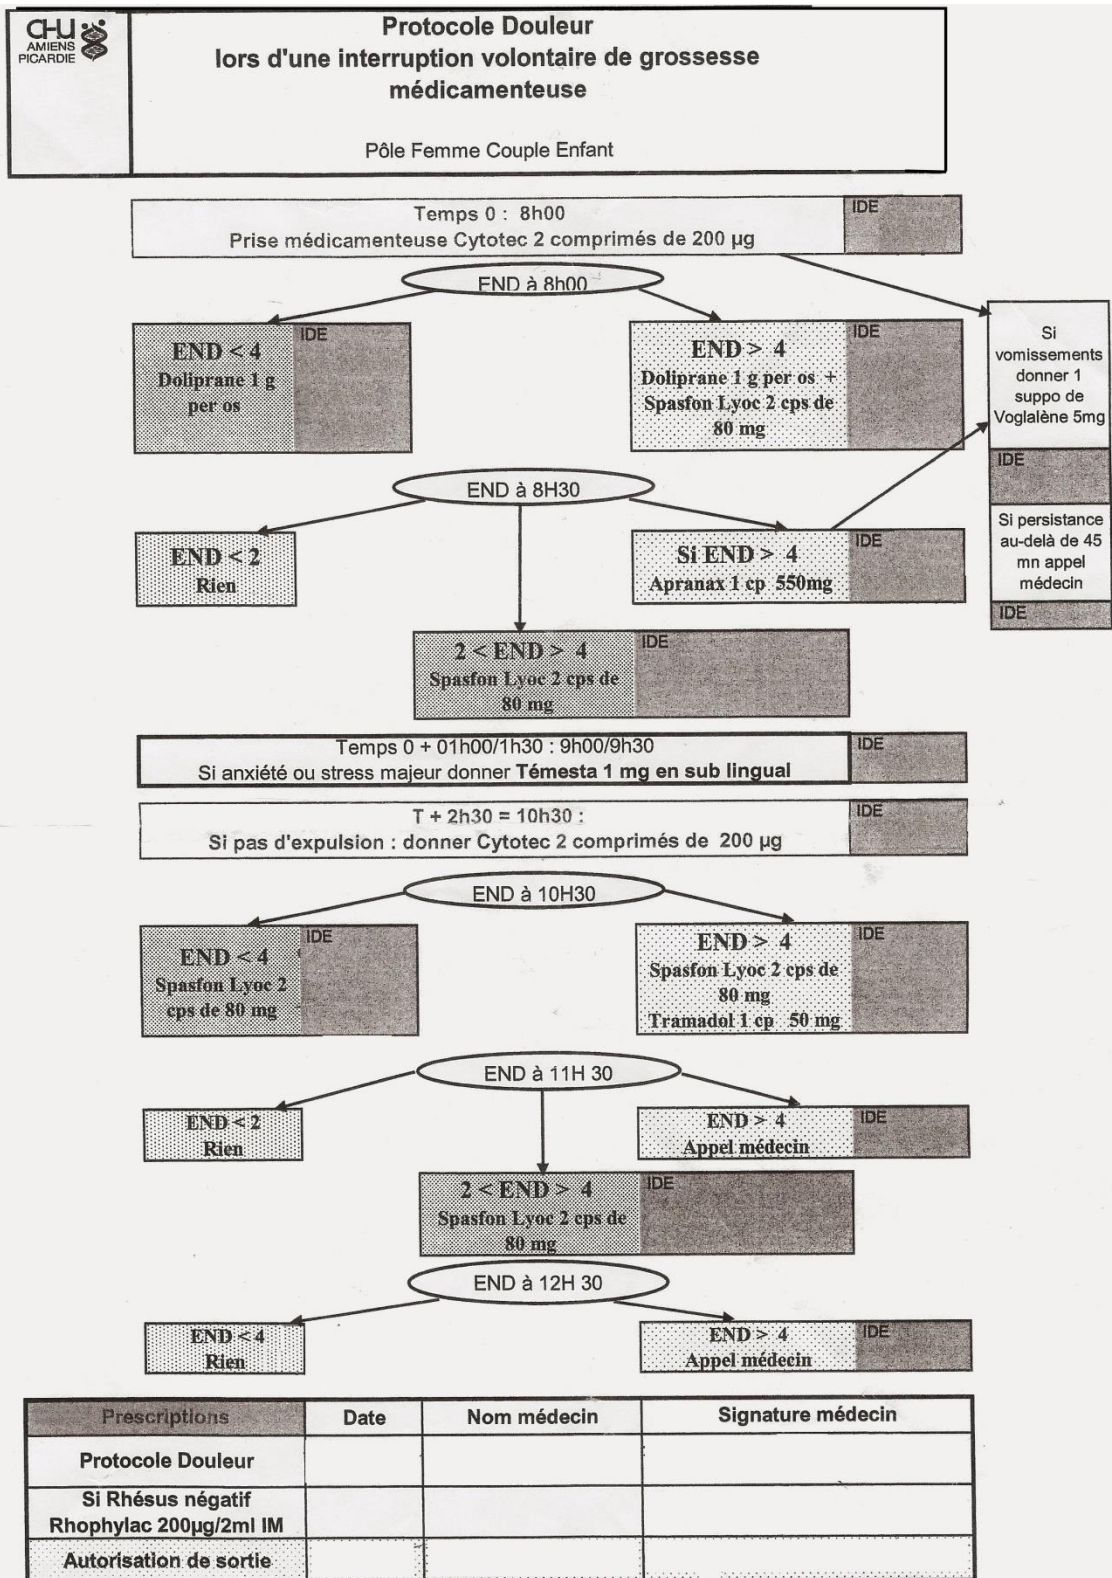 CHU
AMIENS
PICARDIE
Protocole Douleur
lors d'une interruption volontaire de grossesse
médicamenteuse
Pôle Femme Couple Enfant
Temps 0 : 8h00
Prise médicamenteuse Cytotec 2 comprimés de 200 µg
IDE
END à 8h00
END < 4
Doliprane 1 g
per os
IDE
END > 4
Doliprane 1 g per os +
Spasfon Lyoc 2 cps de
80 mg
IDE
Si
vomissements
donner 1
suppo de
Voglalène 5mg
IDE
Si persistance
au-delà de 45
mn appel
médecin
IDE
END à 8H30
END < 2
Rien
Si END > 4
Apranax 1 cp 550mg
IDE
2 < END > 4
Spasfon Lyoc 2 cps de
80 mg
IDE
Temps 0 + 01h00/1h30 : 9h00/9h30
Si anxiété ou stress majeur donner Témesta 1 mg en sub lingual
IDE
T + 2h30 = 10h30 :
Si pas d'expulsion : donner Cytotec 2 comprimés de 200 µg
IDE
END à 10H30
END < 4
Spasfon Lyoc 2
cps de 80 mg
IDE
END > 4
Spasfon Lyoc 2 cps de
80 mg
Tramadol 1 cp 50 mg
IDE
END à 11H 30
END < 2
Rien
END > 4
Appel médecin
IDE
2 < END > 4
Spasfon Lyoc 2 cps de
80 mg
IDE
END à 12H 30
END < 4
Rien
END > 4
Appel médecin
IDE
Prescriptions Date Nom médecin Signature médecin
Protocole Douleur
Si Rhésus négatif
Rhophylac 200µg/2ml IM
Autorisation de sortie